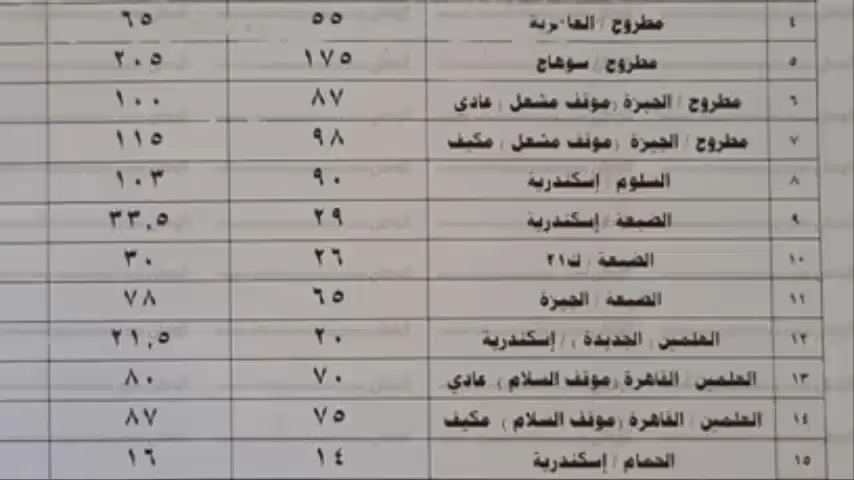 ٤ مطروح / العامرية ٥٥ ٦٥
٥ مطروح / سوهاج ١٧٥ ٢٠٥
٦ مطروح / الجيزة (موقف مشعل) عادي ٨٧ ١٠٠
٧ مطروح / الجيزة (موقف مشعل) مكيف ٩٨ ١١٥
٨ السلوم / إسكندرية ٩٠ ١٠٣
٩ الضبعة / إسكندرية ٢٩ ٣٣,٥
١٠ الضبعة / ك٢١ ٢٦ ٣٠
١١ الضبعة / الجيزة ٦٥ ٧٨
١٢ العلمين (الجديدة) / إسكندرية ٢٠ ٢١,٥
١٣ العلمين / القاهرة (موقف السلام) عادي ٧٠ ٨٠
١٤ العلمين / القاهرة (موقف السلام) مكيف ٧٥ ٨٧
١٥ الحمام / إسكندرية ١٤ ١٦